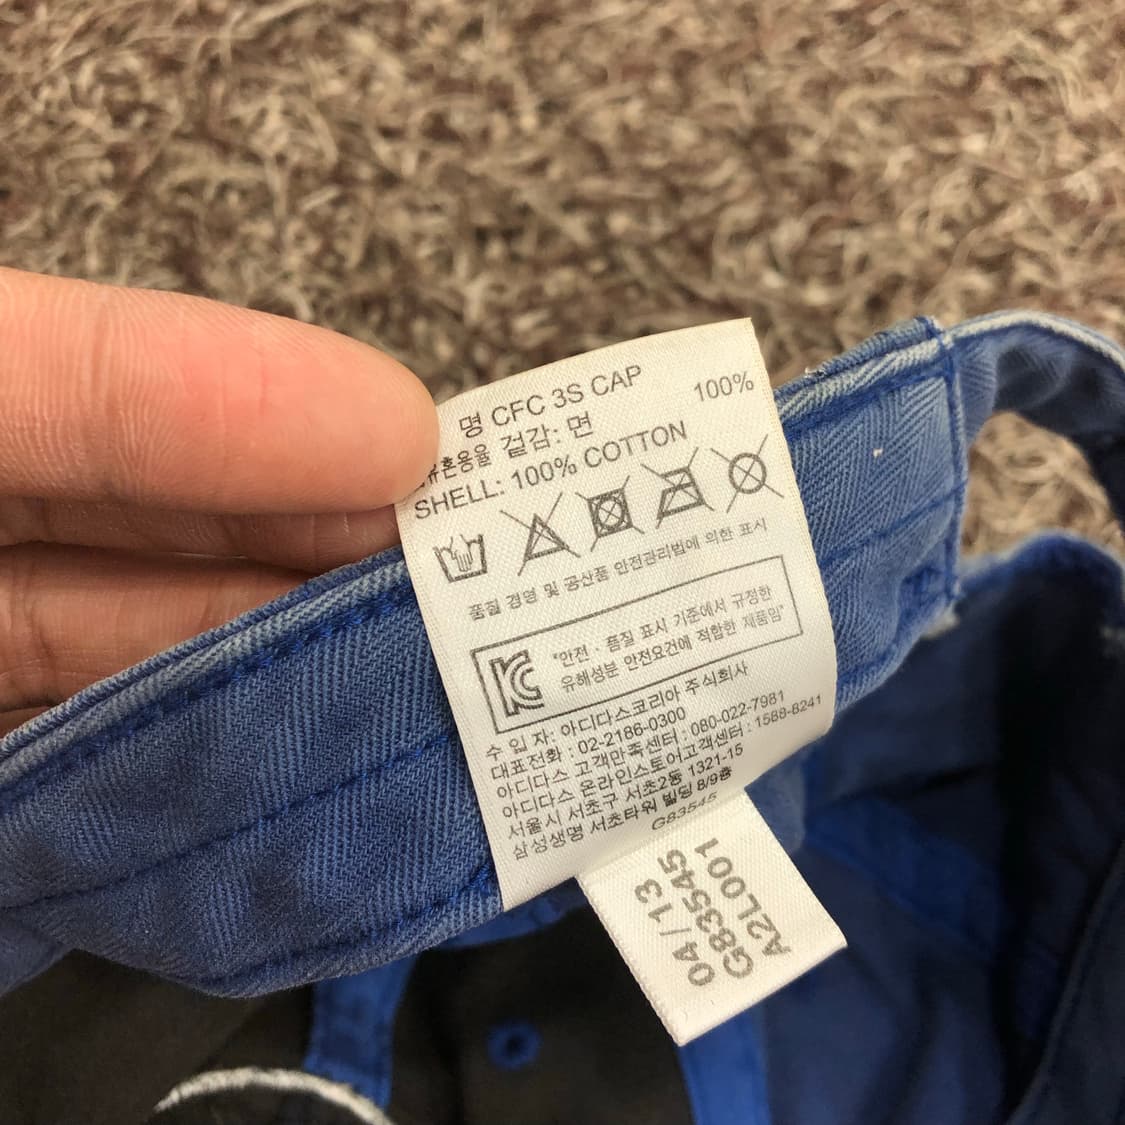 명 CFC 3S CAP
유혼용율 겉감: 면 100%
SHELL: 100% COTTON
품질 경영 및 공산품 안전관리법에 의한 표시
"안전·품질 표시 기준에서 규정한
유해성분 안전요건에 적합한 제품임"
수 입 자: 아디다스코리아 주식회사
대표전화 : 02-2186-0300
아디다스 고객만족센터 : 080-022-7981
아디다스 온라인스토어고객센터 : 1588-8241
서울시 서초구 서초2동 1321-15
삼성생명 서초타워 빌딩 8/9층
G83545
04/13
G83545
A2L001